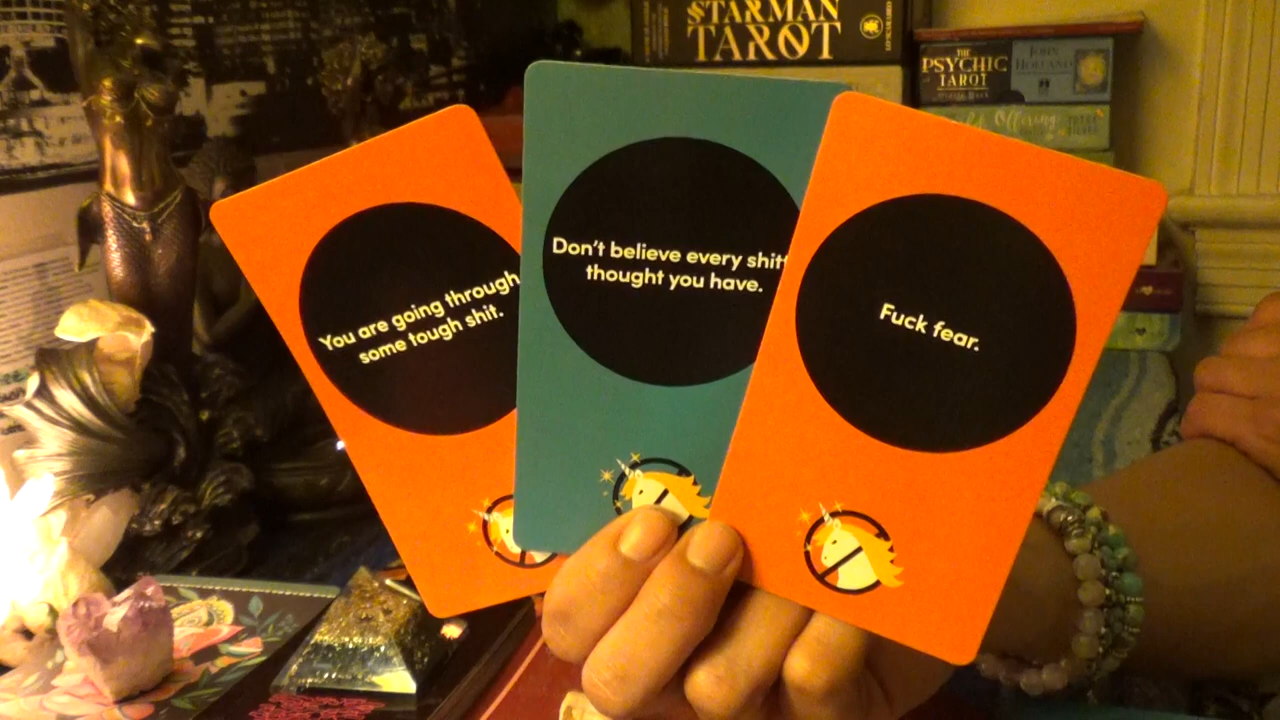 STARMAN
TAROT
THE
PSYCHIC
TAROT
JOHN
HOLLAND
You are going through
some tough shit.
Don't believe every shitt
thought you have.
Fuck fear.